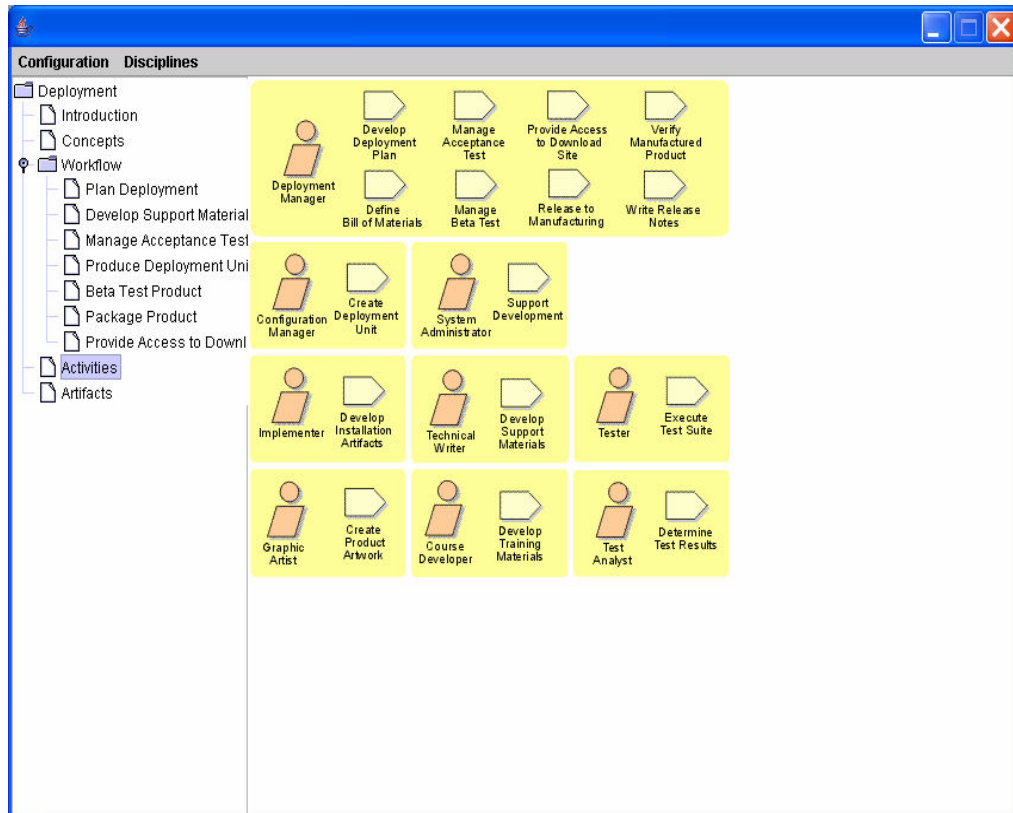 Configuration Disciplines
Deployment
Introduction
Concepts
Workflow
Plan Deployment
Develop Support Material
Manage Acceptance Test
Produce Deployment Uni
Beta Test Product
Package Product
Provide Access to Downl
Activities
Artifacts
Deployment
Manager
Develop
Deployment
Plan
Manage
Acceptance
Test
Provide Access
to Download
Site
Verify
Manufactured
Product
Define
Bill of Materials
Manage
Beta Test
Release to
Manufacturing
Write Release
Notes
Configuration
Manager
Create
Deployment
Unit
System
Administrator
Support
Development
Implementer
Develop
Installation
Artifacts
Technical
Writer
Develop
Support
Materials
Tester
Execute
Test Suite
Graphic
Artist
Create
Product
Artwork
Course
Developer
Develop
Training
Materials
Test
Analyst
Determine
Test Results